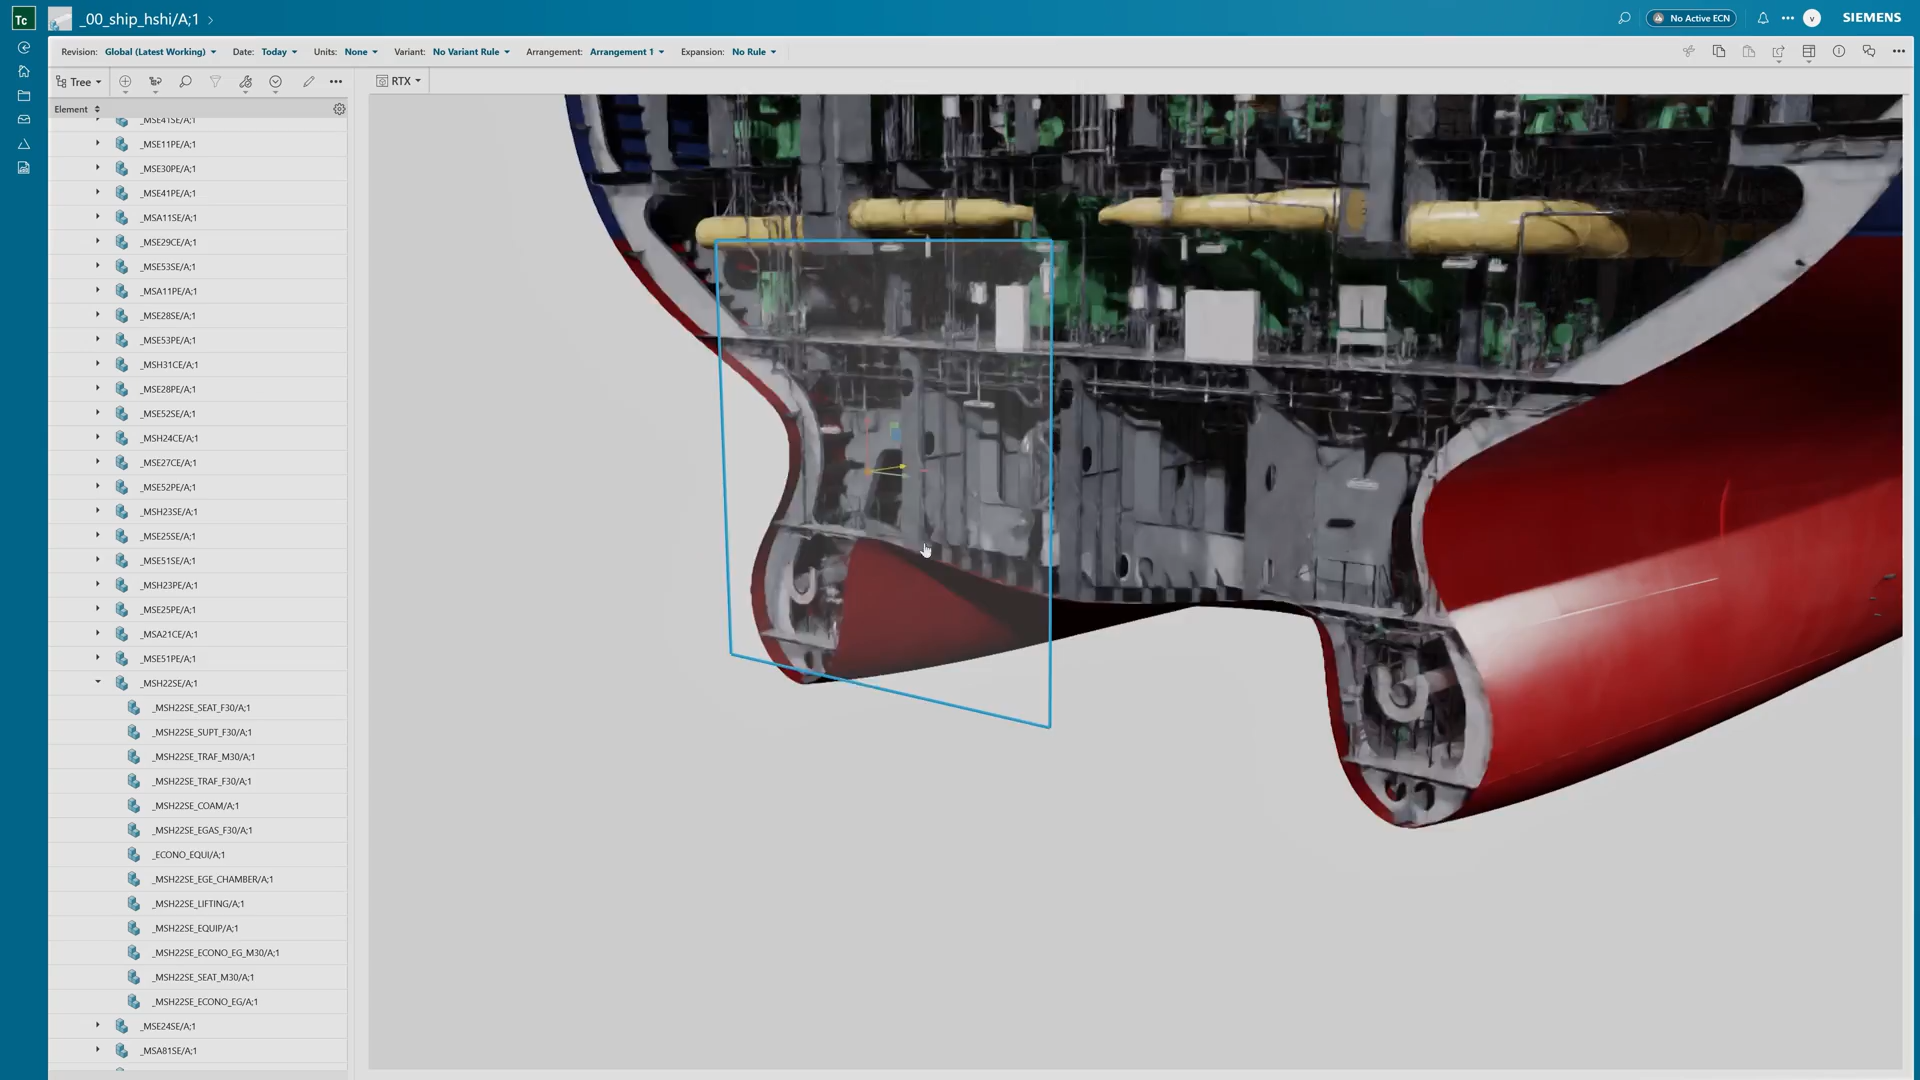 Tc _00_ship_hshi/A;1
No Active ECN
v
SIEMENS
Revision: Global (Latest Working) Date: Today Units: None Variant: No Variant Rule Arrangement: Arrangement 1 Expansion: No Rule
Tree
RTX
Element
_MSE41SE/A;1
_MSE11PE/A;1
_MSE30PE/A;1
_MSE41PE/A;1
_MSA11SE/A;1
_MSE29CE/A;1
_MSE53SE/A;1
_MSA11PE/A;1
_MSE28SE/A;1
_MSE53PE/A;1
_MSH31CE/A;1
_MSE28PE/A;1
_MSE52SE/A;1
_MSH24CE/A;1
_MSE27CE/A;1
_MSE52PE/A;1
_MSH23SE/A;1
_MSE25SE/A;1
_MSE51SE/A;1
_MSH23PE/A;1
_MSE25PE/A;1
_MSA21CE/A;1
_MSE51PE/A;1
_MSH22SE/A;1
_MSH22SE_SEAT_F30/A;1
_MSH22SE_SUPT_F30/A;1
_MSH22SE_TRAF_M30/A;1
_MSH22SE_TRAF_F30/A;1
_MSH22SE_COAM/A;1
_MSH22SE_EGAS_F30/A;1
_ECONO_EQUI/A;1
_MSH22SE_EGE_CHAMBER/A;1
_MSH22SE_LIFTING/A;1
_MSH22SE_EQUIP/A;1
_MSH22SE_ECONO_EG_M30/A;1
_MSH22SE_SEAT_M30/A;1
_MSH22SE_ECONO_EG/A;1
_MSE24SE/A;1
_MSA81SE/A;1